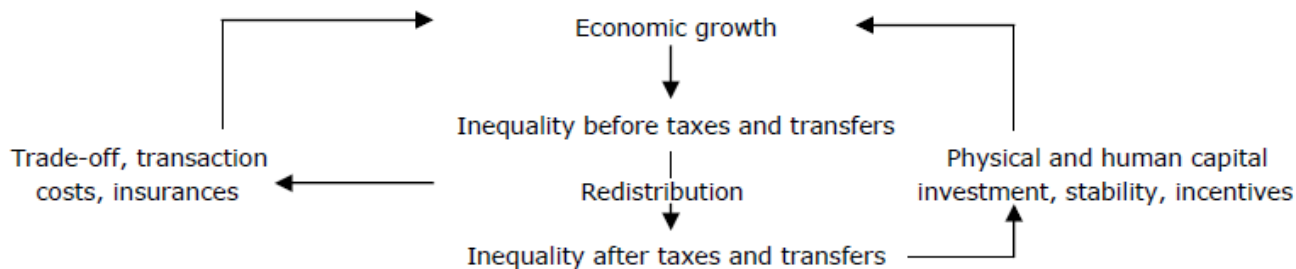 Economic growth
Inequality before taxes and transfers
Trade-off, transaction
costs, insurances
Redistribution
Physical and human capital
investment, stability, incentives
Inequality after taxes and transfers